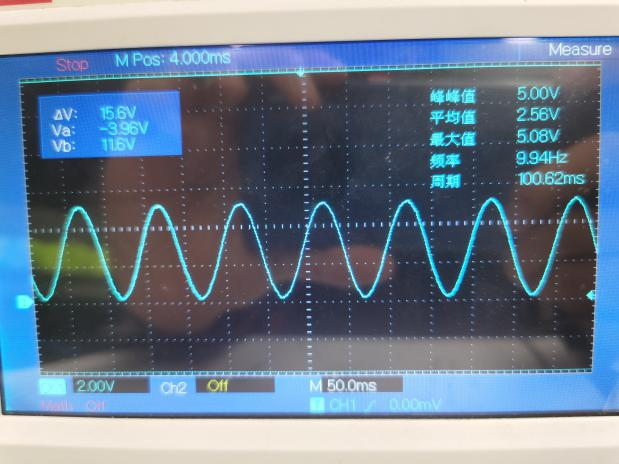 Measure
Stop M Pos: 4.000ms
ΔV: 15.6V
Va: -3.96V
Vb: 11.6V
峰峰值 5.00V
平均值 2.56V
最大值 5.08V
频率 9.94Hz
周期 100.62ms
2.00V Ch2 Off M 50.0ms
Math Off CH1 0.00mV